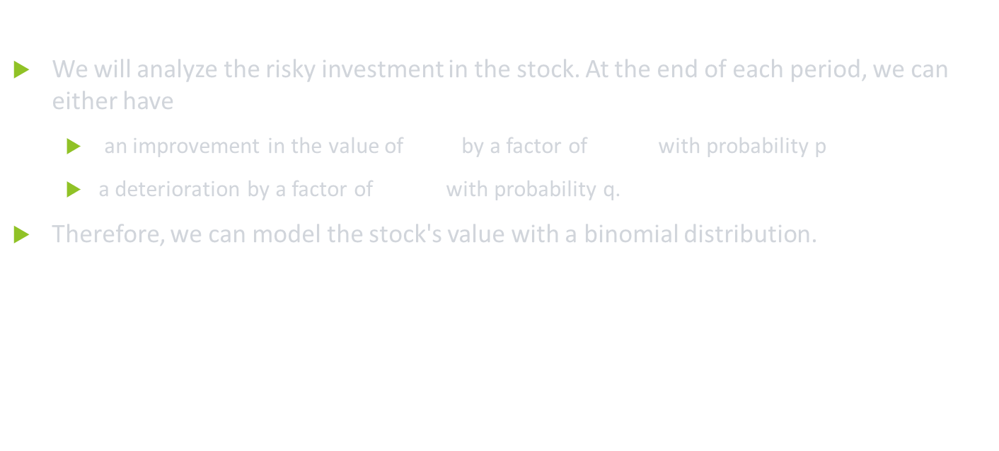 We will analyze the risky investment in the stock. At the end of each period, we can
either have
an improvement in the value of by a factor of with probability p
a deterioration by a factor of with probability q.
Therefore, we can model the stock's value with a binomial distribution.